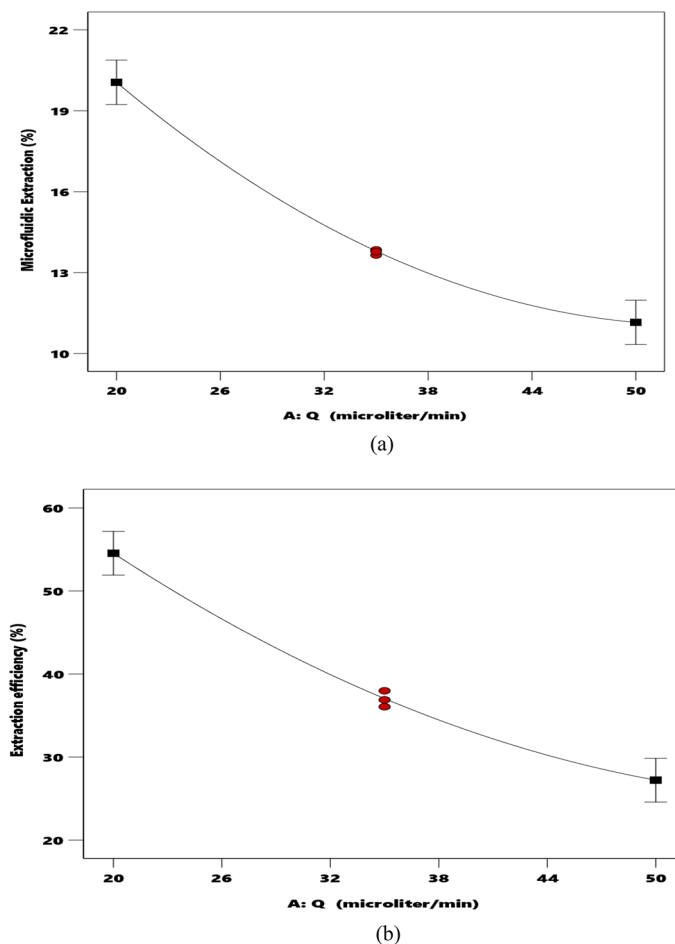 22
19
16
13
10
Microfluidic Extraction (%)
20 26 32 38 44 50
A: Q (microliter/min)
(a)
60
50
40
30
20
Extraction efficiency (%)
20 26 32 38 44 50
A: Q (microliter/min)
(b)